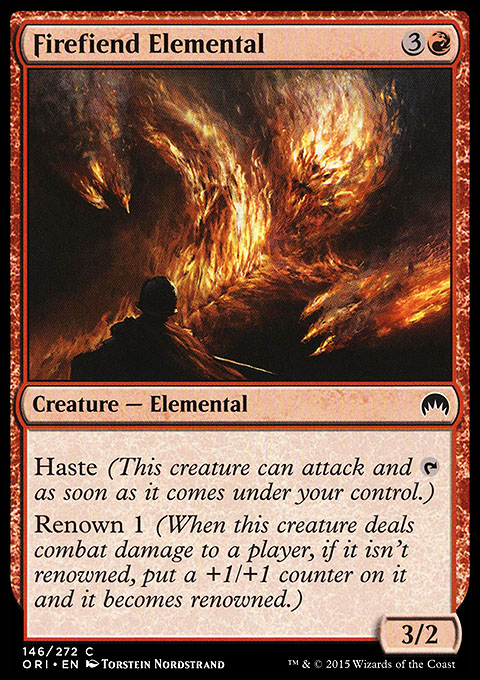 Firefiend Elemental 3
Creature — Elemental
Haste (This creature can attack and
as soon as it comes under your control.)
Renown 1 (When this creature deals
combat damage to a player, if it isn't
renowned, put a +1/+1 counter on it
and it becomes renowned.)
3/2
146/272 C
ORI • EN Torstein Nordstrand
™ & © 2015 Wizards of the Coast